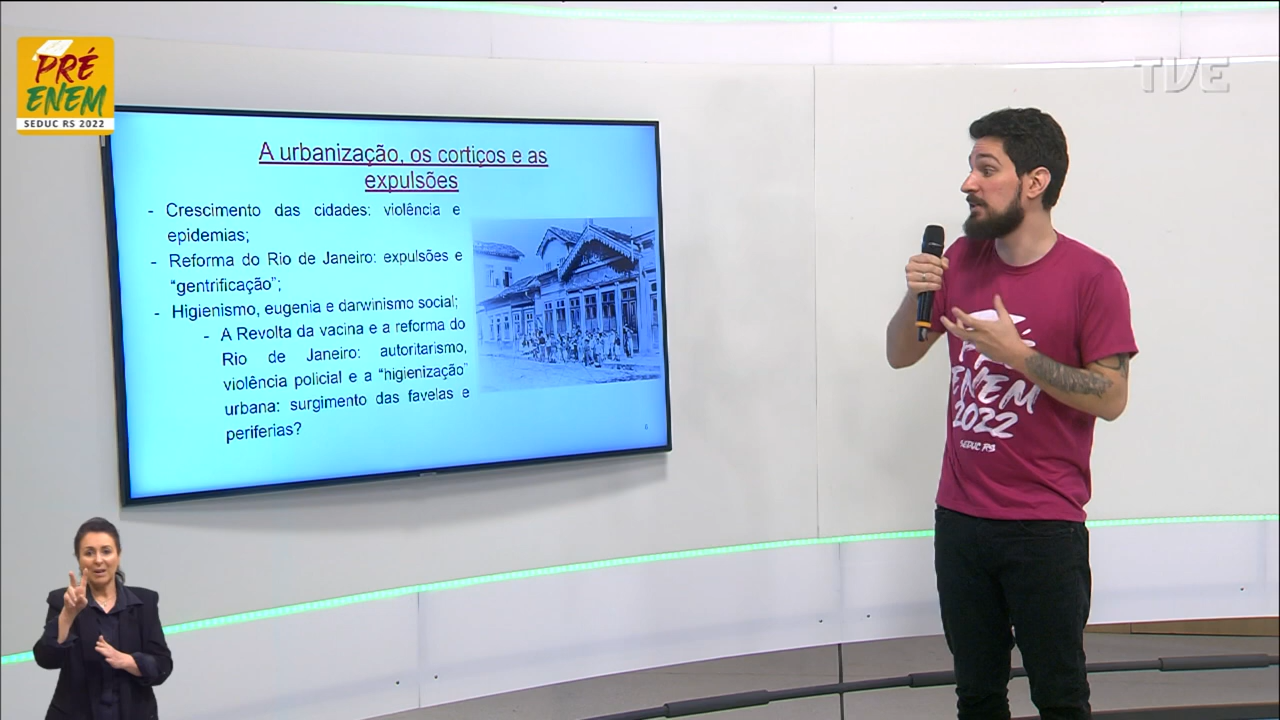 PRÉ
ENEM
SEDUC RS 2022
TVE
A urbanização, os cortiços e as
expulsões
- Crescimento das cidades: violência e
epidemias;
- Reforma do Rio de Janeiro: expulsões e
"gentrificação";
- Higienismo, eugenia e darwinismo social;
- A Revolta da vacina e a reforma do
Rio de Janeiro: autoritarismo,
violência policial e a "higienização"
urbana: surgimento das favelas e
periferias?
6
PRÉ
ENEM
2022
SEDUC RS